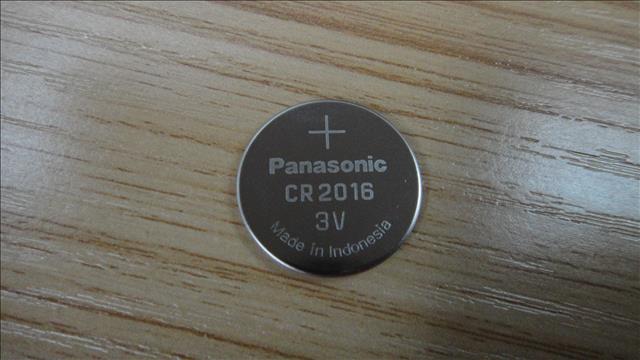 +
Panasonic
CR2016
3V
Made in Indonesia